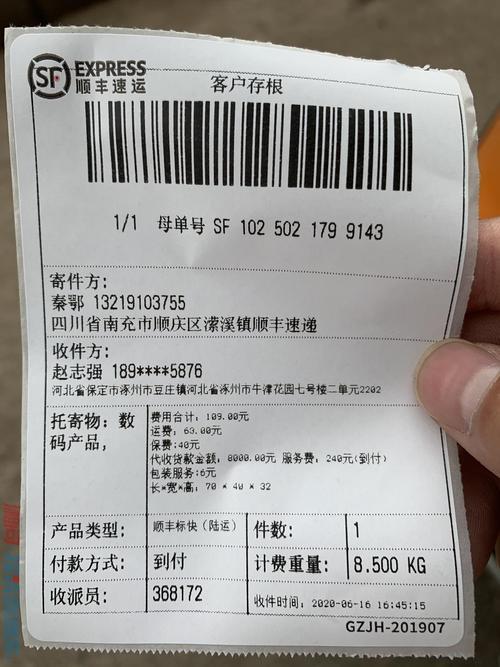 SF EXPRESS
顺丰速运
客户存根
1/1 母单号 SF 102 502 179 9143
寄件方：
秦鄂 13219103755
四川省南充市顺庆区潆溪镇顺丰速递
收件方：
赵志强 189****5876
河北省保定市涿州市豆庄镇河北省涿州市牛津花园七号楼二单元2202
托寄物：数码产品，
费用合计：109.00元
运费：63.00元
保费：40元
代收货款金额：8000.00元 服务费：240元(到付)
包装服务：6元
长*宽*高：70 * 40 * 32
产品类型： 顺丰标快（陆运） 件数： 1
付款方式： 到付 计费重量： 8.500 KG
收派员： 368172 收件时间：2020-06-16 16:45:15
GZJH-201907